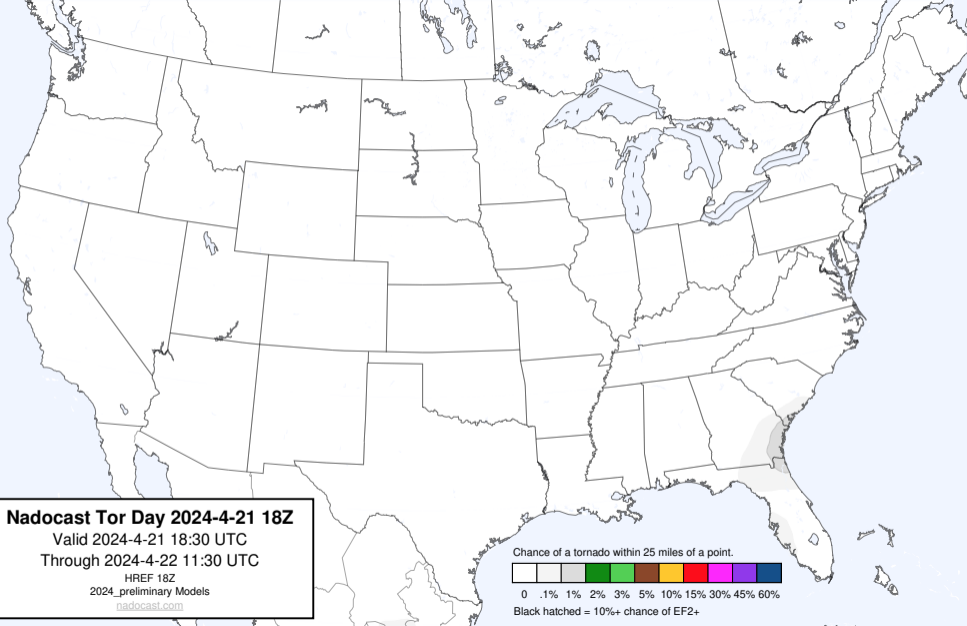 Nadocast Tor Day 2024-4-21 18Z
Valid 2024-4-21 18:30 UTC
Through 2024-4-22 11:30 UTC
HREF 18Z
2024_preliminary Models
nadocast.com
Chance of a tornado within 25 miles of a point.
0 .1% 1% 2% 3% 5% 10% 15% 30% 45% 60%
Black hatched = 10%+ chance of EF2+